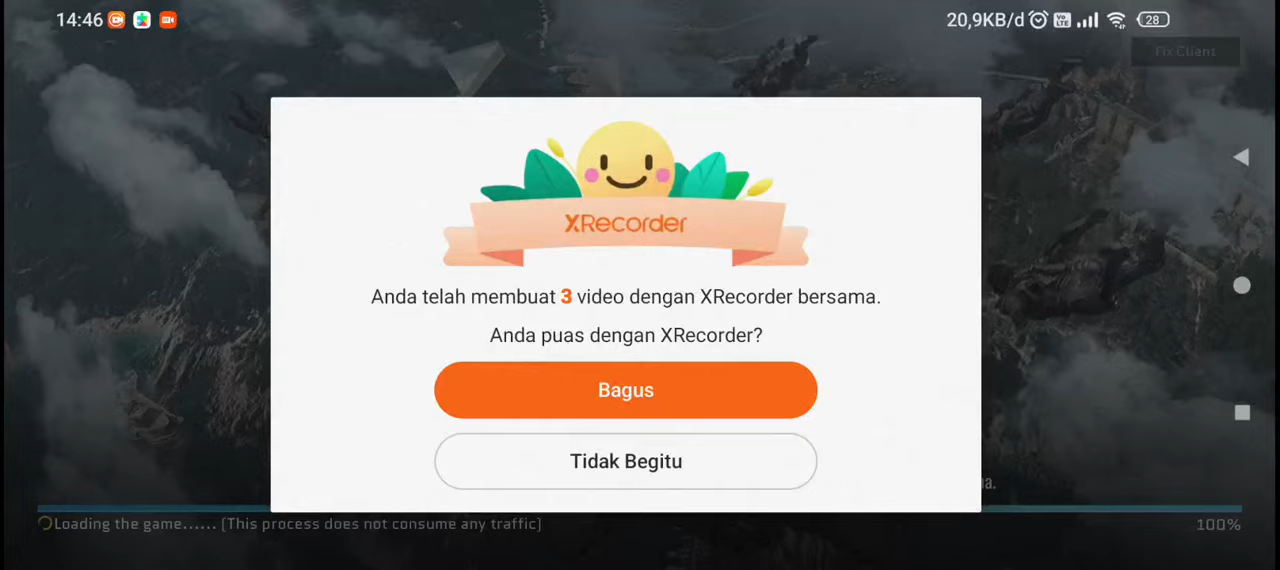 14:46
20,9KB/d
28
Fix Client
XRecorder
Anda telah membuat 3 video dengan XRecorder bersama.
Anda puas dengan XRecorder?
Bagus
Tidak Begitu
Loading the game...... [This process does not consume any traffic]
100%